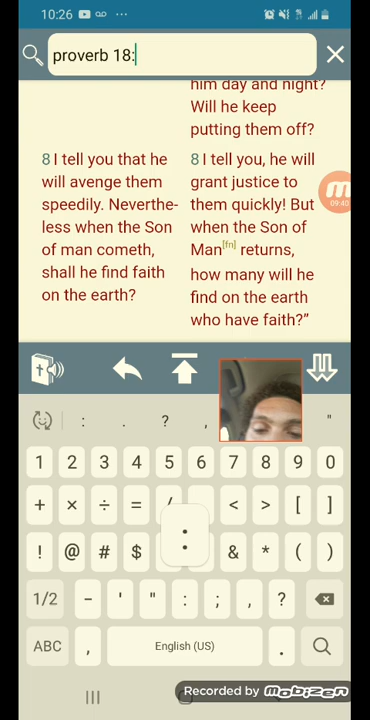 10:26
proverb 18:
him day and night?
Will he keep
putting them off?
8 I tell you that he
will avenge them
speedily. Neverthe-
less when the Son
of man cometh,
shall he find faith
on the earth?
8 I tell you, he will
grant justice to
them quickly! But
when the Son of
Man[fn] returns,
how many will he
find on the earth
who have faith?”
09:40
: . ? , "
1 2 3 4 5 6 7 8 9 0
+ × ÷ = / < > [ ]
! @ # $ : & * ( )
1/2 - ' " : ; , ? 
ABC , English (US) .
Recorded by mobizen